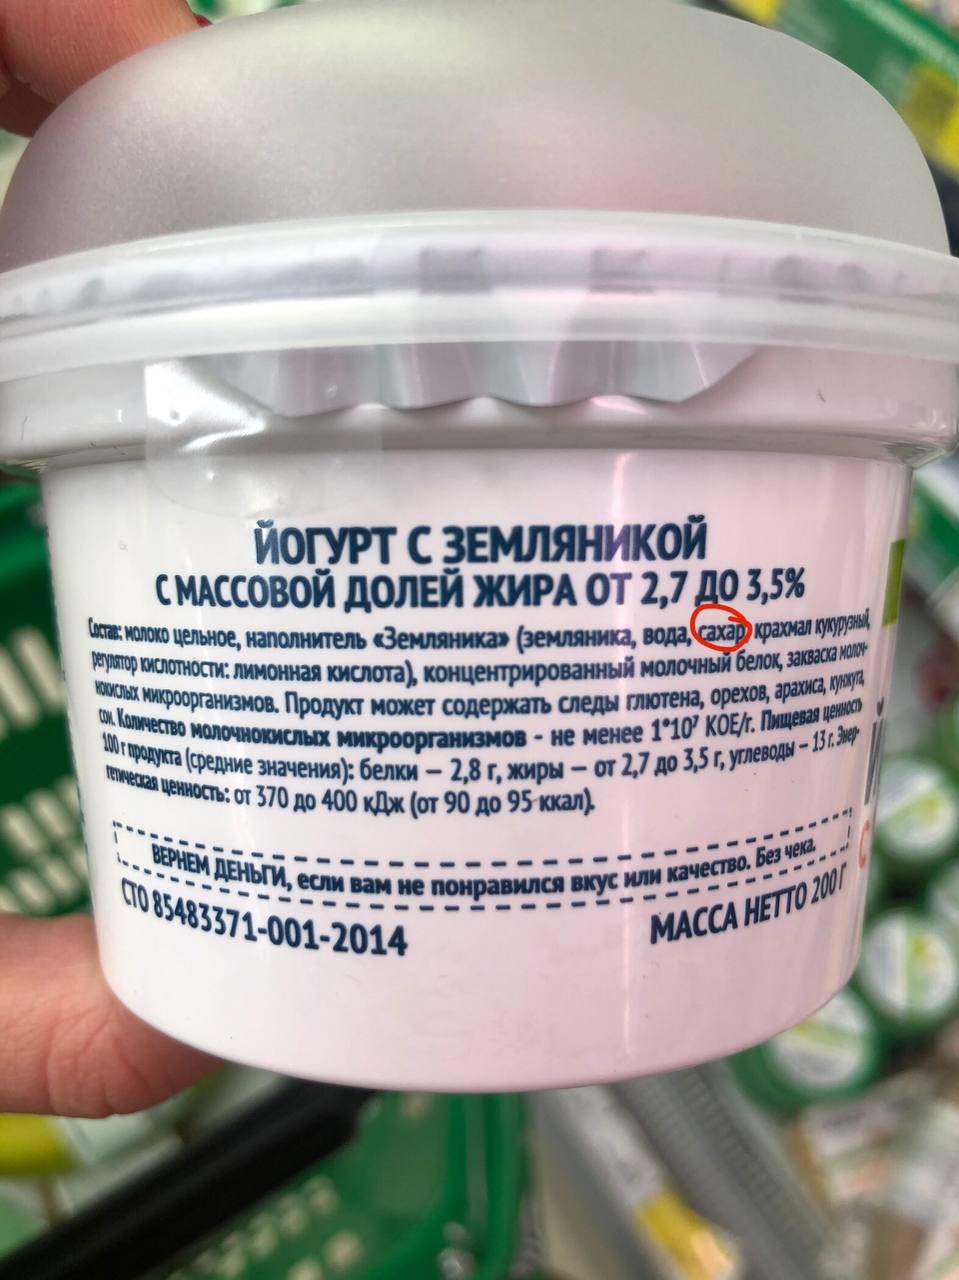 ЙОГУРТ С ЗЕМЛЯНИКОЙ
С МАССОВОЙ ДОЛЕЙ ЖИРА ОТ 2,7 ДО 3,5%
Состав: молоко цельное, наполнитель «Земляника» (земляника, вода, сахар, крахмал кукурузный,
регулятор кислотности: лимонная кислота), концентрированный молочный белок, закваска молоч-
нокислых микроорганизмов. Продукт может содержать следы глютена, орехов, арахиса, кунжута,
сои. Количество молочнокислых микроорганизмов - не менее 1*10⁷ КОЕ/г. Пищевая ценность
100 г продукта (средние значения): белки – 2,8 г, жиры – от 2,7 до 3,5 г, углеводы – 13 г. Энер-
гетическая ценность: от 370 до 400 кДж (от 90 до 95 ккал).
ВЕРНЕМ ДЕНЬГИ, если вам не понравился вкус или качество. Без чека.
СТО 85483371-001-2014
МАССА НЕТТО 200 Г